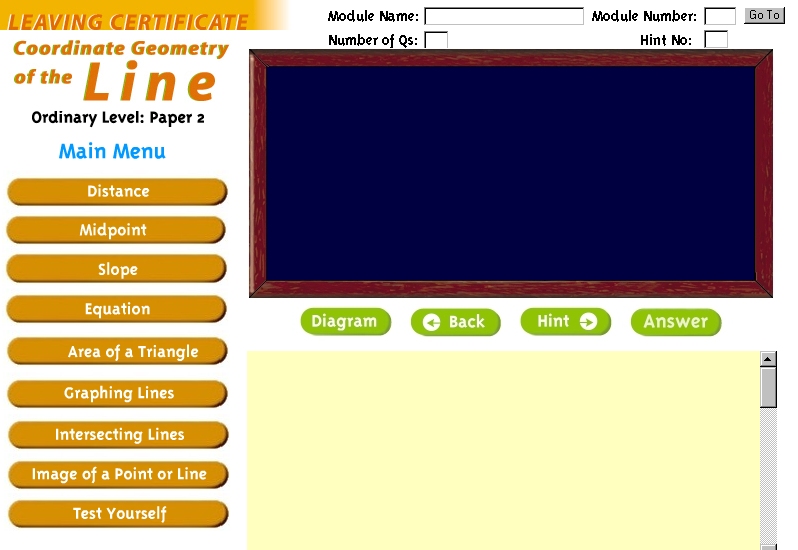 LEAVING CERTIFICATE
Coordinate Geometry
of the Line
Ordinary Level: Paper 2
Main Menu
Distance
Midpoint
Slope
Equation
Area of a Triangle
Graphing Lines
Intersecting Lines
Image of a Point or Line
Test Yourself
Module Name:
Module Number:
Go To
Number of Qs:
Hint No:
Diagram
Back
Hint
Answer